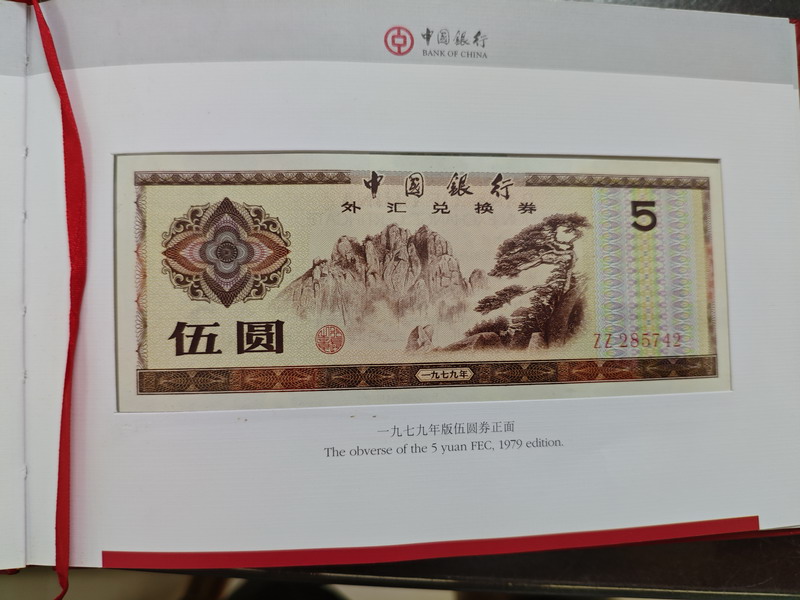 中国银行
BANK OF CHINA
中国银行
外汇兑换券
5
伍圆
ZZ 285742
一九七九年
一九七九年版伍圆券正面
The obverse of the 5 yuan FEC, 1979 edition.